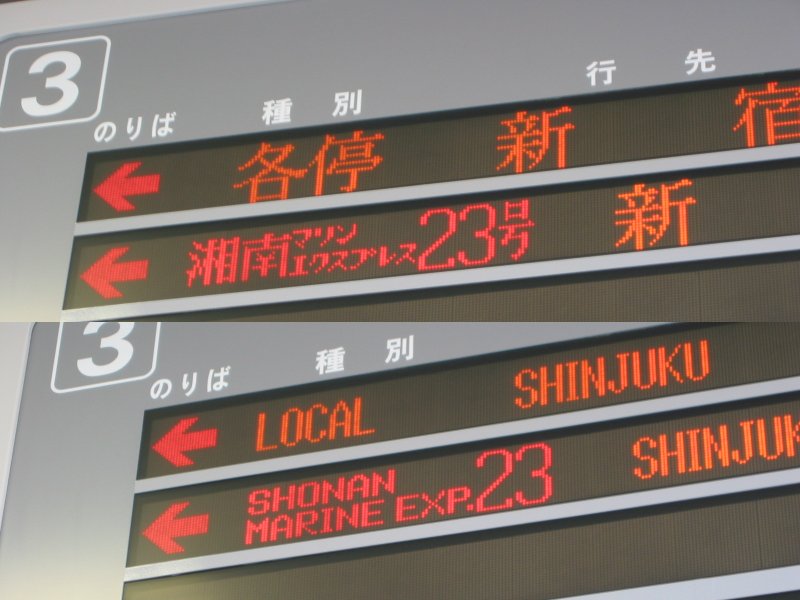 3 のりば 種別 行先
各停 新宿
湘南マリンエクスプレス23号 新
3 のりば 種別
LOCAL SHINJUKU
SHONAN MARINE EXP.23 SHINJUK